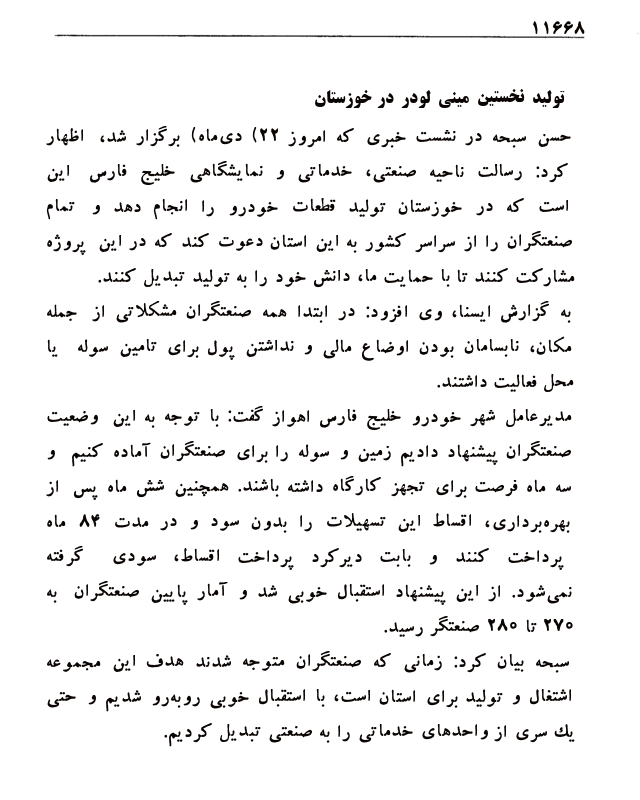 ۱۱۶۶۸
تولید نخستین مینی لودر در خوزستان
حسن سبحه در نشست خبری که امروز ۲۲) دی‌ماه) برگزار شد، اظهار
کرد: رسالت ناحیه صنعتی، خدماتی و نمایشگاهی خلیج فارس این
است که در خوزستان تولید قطعات خودرو را انجام دهد و تمام
صنعتگران را از سراسر کشور به این استان دعوت کند که در این پروژه
مشارکت کنند تا با حمایت ما، دانش خود را به تولید تبدیل کنند.
به گزارش ایسنا، وی افزود: در ابتدا همه صنعتگران مشکلاتی از جمله
مکان، نابسامان بودن اوضاع مالی و نداشتن پول برای تامین سوله یا
محل فعالیت داشتند.
مدیرعامل شهر خودرو خلیج فارس اهواز گفت: با توجه به این وضعیت
صنعتگران پیشنهاد دادیم زمین و سوله را برای صنعتگران آماده کنیم و
سه ماه فرصت برای تجهز کارگاه داشته باشند. همچنین شش ماه پس از
بهره‌برداری، اقساط این تسهیلات را بدون سود و در مدت ۸۴ ماه
پرداخت کنند و بابت دیرکرد پرداخت اقساط، سودی گرفته
نمی‌شود. از این پیشنهاد استقبال خوبی شد و آمار پایین صنعتگران به
۲۷۰ تا ۲۸۰ صنعتگر رسید.
سبحه بیان کرد: زمانی که صنعتگران متوجه شدند هدف این مجموعه
اشتغال و تولید برای استان است، با استقبال خوبی روبه‌رو شدیم و حتی
یك سری از واحدهای خدماتی را به صنعتی تبدیل کردیم.